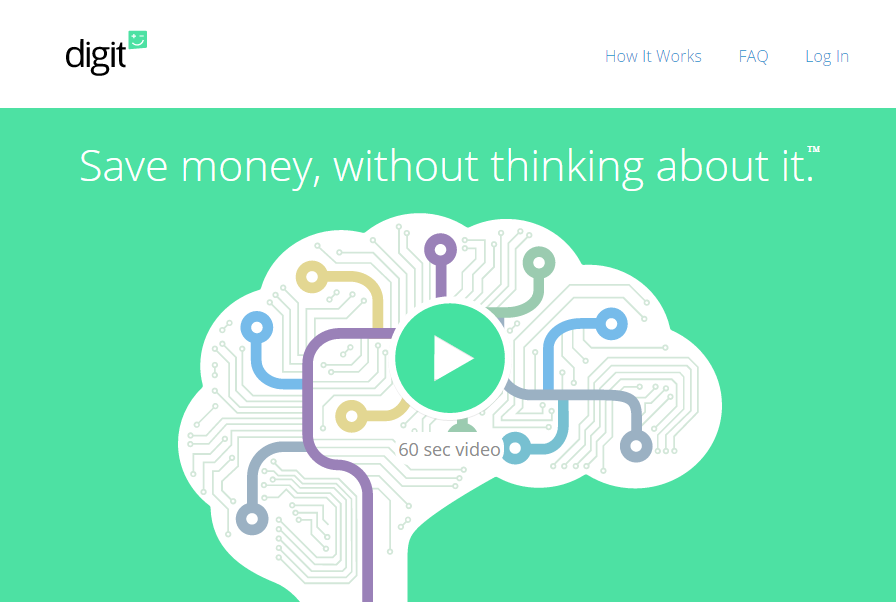 digit
How It Works
FAQ
Log In
Save money, without thinking about it.™
60 sec video